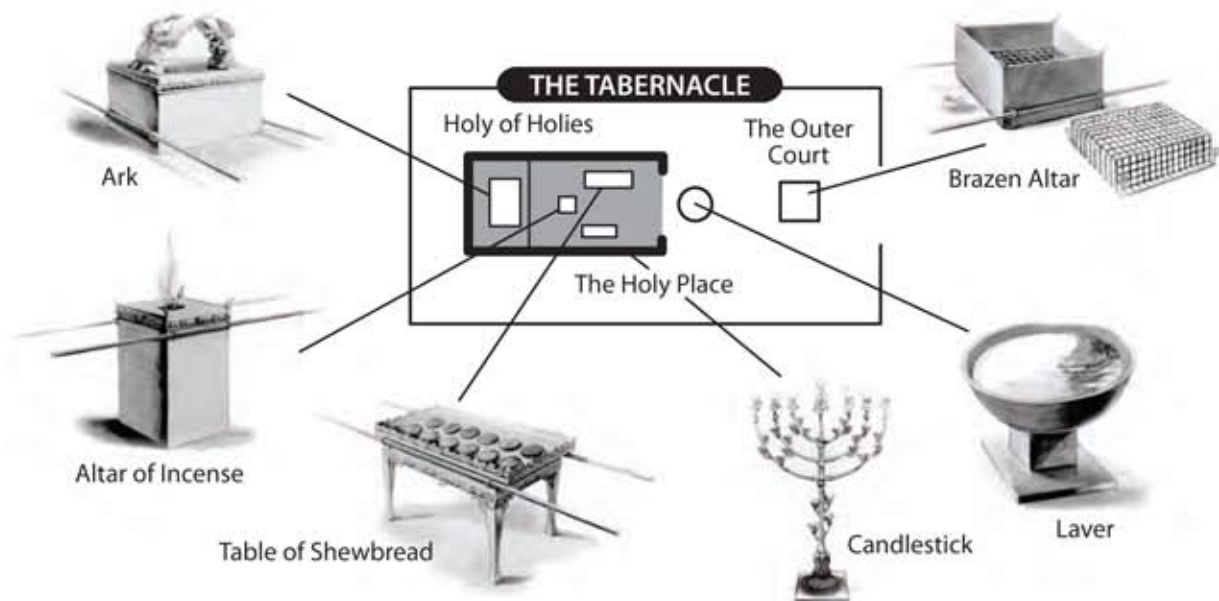 THE TABERNACLE
Holy of Holies
The Outer
Court
Brazen Altar
Ark
The Holy Place
Altar of Incense
Table of Shewbread
Candlestick
Laver